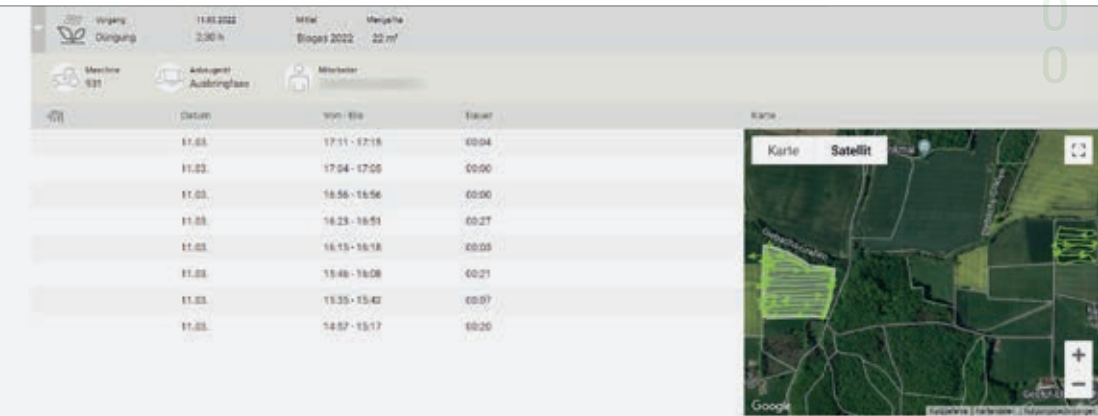 Vorgang 11.03.2022 Mittel Menge/ha
Düngung 2:30 h Biogas 2022 22 m³
Maschine Anbaugerät Mitarbeiter
931 Ausbringfass
Datum Von - Bis Dauer Karte
11.03. 17:11 - 17:15 00:04
11.03. 17:04 - 17:05 00:00
11.03. 16:56 - 16:56 00:00
11.03. 16:23 - 16:51 00:27
11.03. 16:15 - 16:18 00:03
11.03. 15:46 - 16:08 00:21
11.03. 15:35 - 15:42 00:07
11.03. 14:57 - 15:17 00:20
Karte Satellit
+
−
Google
0
0